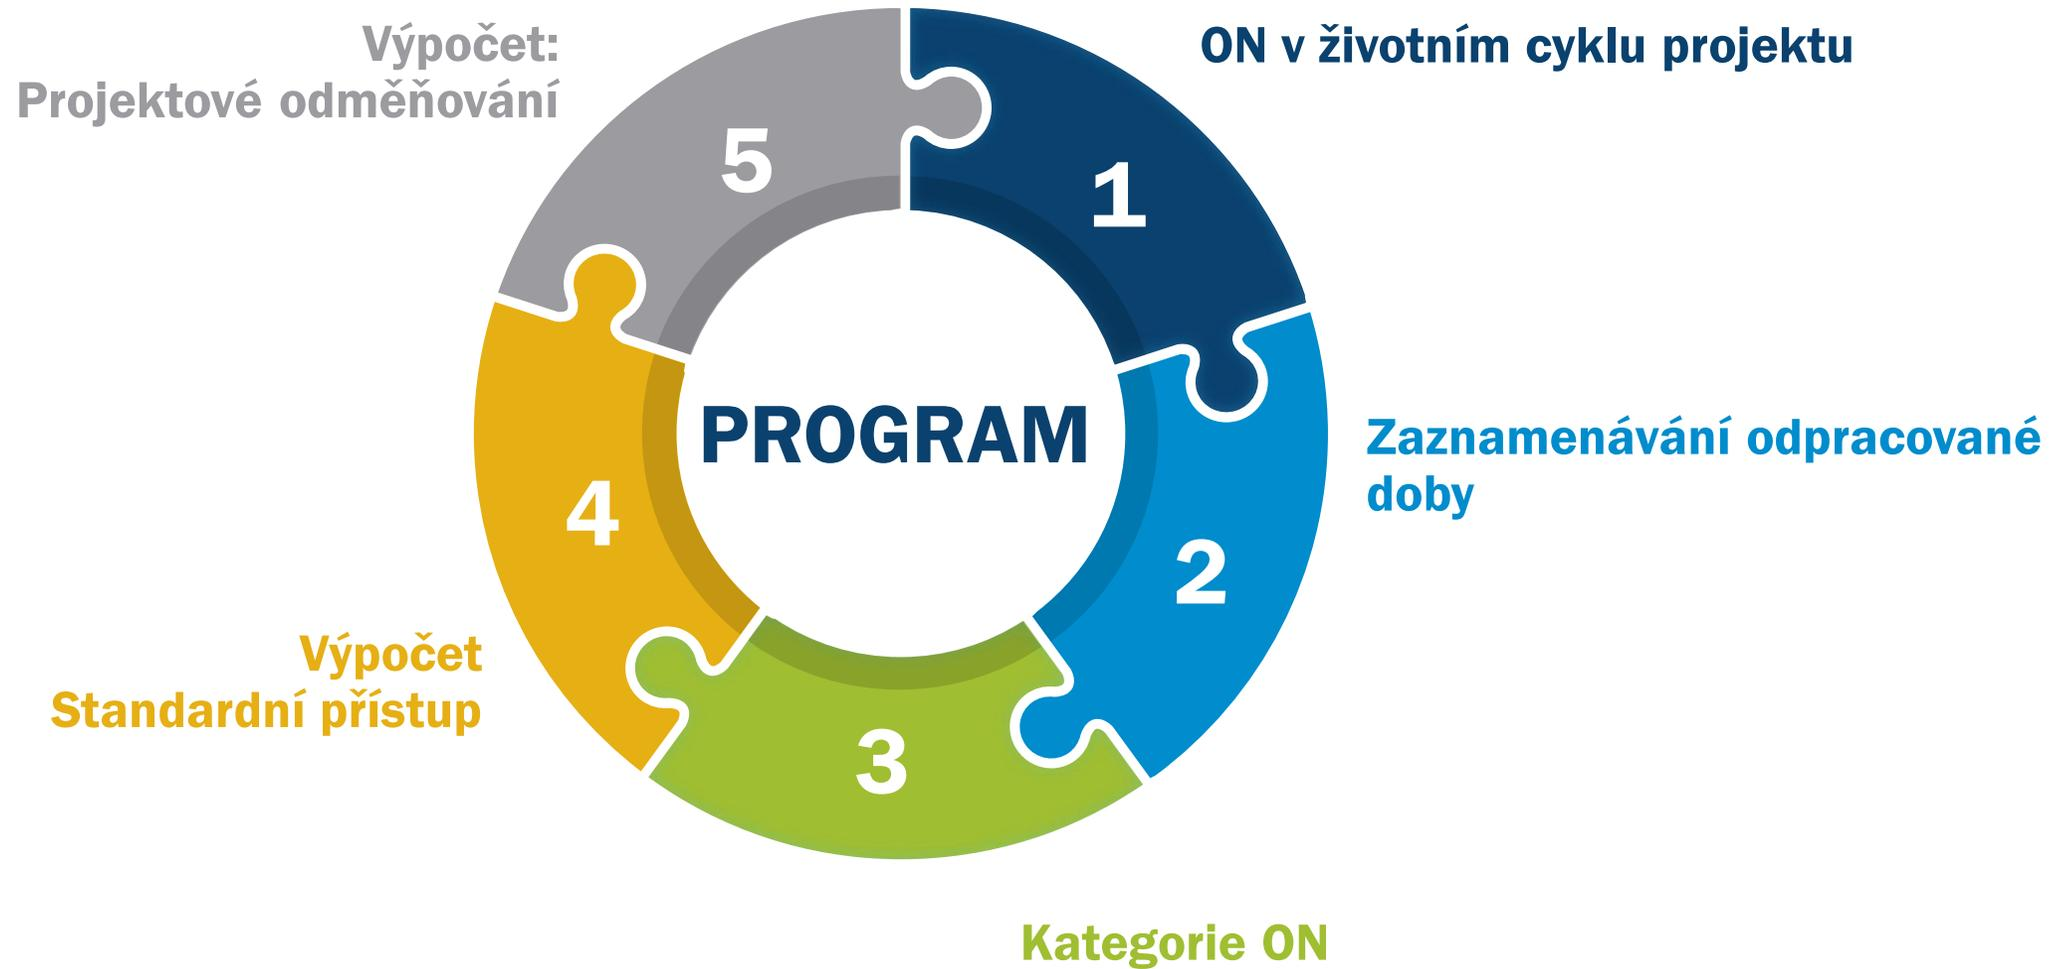 ON v životním cyklu projektu
1
Zaznamenávání odpracované
doby
2
Kategorie ON
3
Výpočet
Standardní přístup
4
Výpočet:
Projektové odměňování
5
PROGRAM